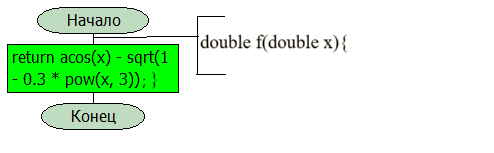 Начало
double f(double x){
return acos(x) - sqrt(1
- 0.3 * pow(x, 3)); }
Конец